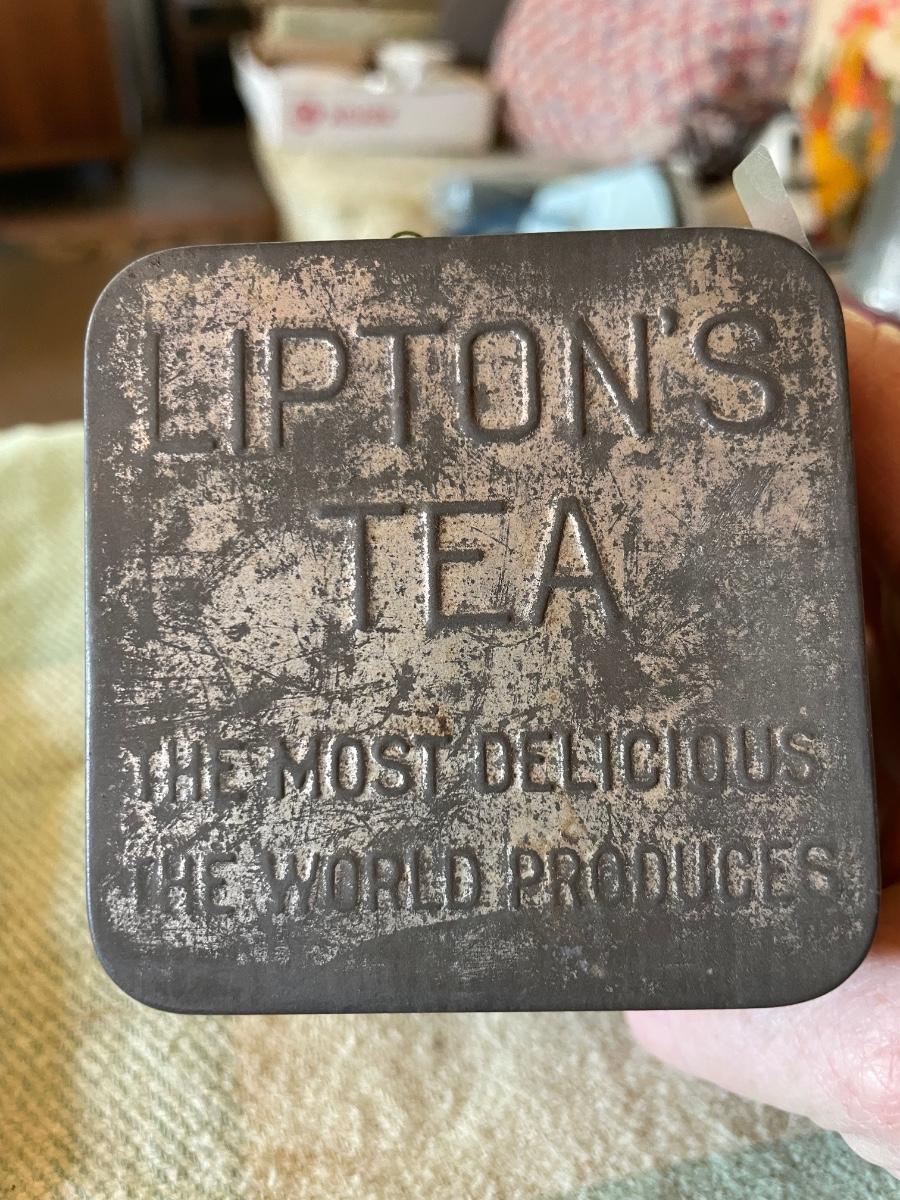 LIPTON'S
TEA
THE MOST DELICIOUS
THE WORLD PRODUCES